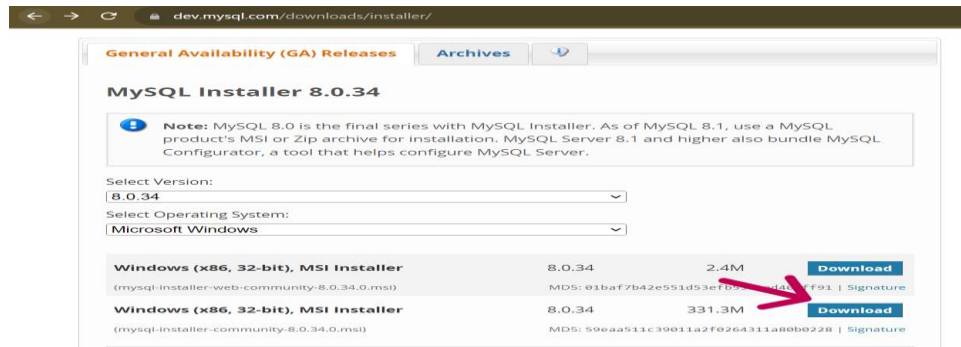 dev.mysql.com/downloads/installer/
General Availability (GA) Releases Archives
MySQL Installer 8.0.34
Note: MySQL 8.0 is the final series with MySQL Installer. As of MySQL 8.1, use a MySQL
product's MSI or Zip archive for installation. MySQL Server 8.1 and higher also bundle MySQL
Configurator, a tool that helps configure MySQL Server.
Select Version:
8.0.34
Select Operating System:
Microsoft Windows
Windows (x86, 32-bit), MSI Installer 8.0.34 2.4M Download
(mysql-installer-web-community-8.0.34.0.msi) MD5: | Signature
Windows (x86, 32-bit), MSI Installer 8.0.34 331.3M Download
(mysql-installer-community-8.0.34.0.msi) MD5: 59eaa511c39011a2f0264311a80b0228 | Signature